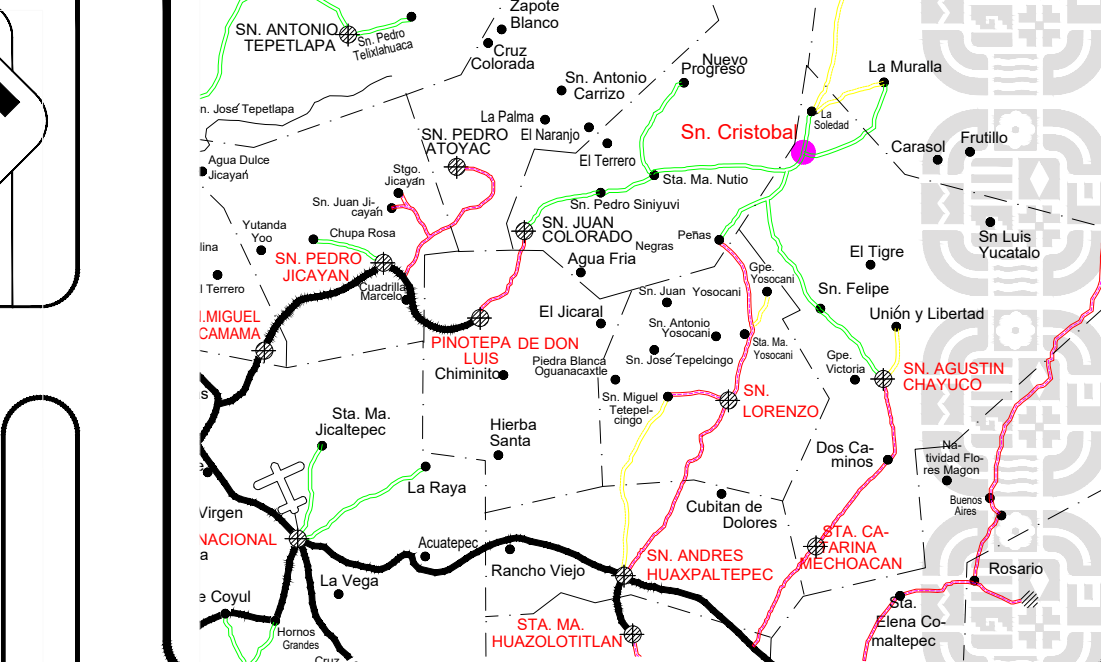 Zapote
Blanco
SN. ANTONIO
TEPETLAPA
Sn. Pedro
Telixlahuaca
Cruz
Colorada
Nuevo
Progreso
La Muralla
Sn. Antonio
Carrizo
n. José Tepetlapa
La Palma
El Naranjo
La
Soledad
Sn. Cristobal
SN. PEDRO
ATOYAC
El Terrero
Carasol
Frutillo
Agua Dulce
Jicayan
Stgo.
Jicayán
Sta. Ma. Nutio
Sn. Juan Ji-
cayan
Sn. Pedro Siniyuvi
Yutanda
Yoo
Chupa Rosa
SN. JUAN
COLORADO
Negras
Peñas
Sn Luis
Yucatalo
lina
SN. PEDRO
JICAYAN
Agua Fria
El Tigre
Gpe.
Yosocani
l Terrero
Cuadrilla
Marcelo
Sn. Juan
Yosocani
Sn. Felipe
.MIGUEL
CAMAMA
El Jicaral
Unión y Libertad
Sn. Antonio
Yosocani
PINOTEPA DE DON
LUIS
Sta. Ma.
Yosocani
Piedra Blanca
Oguanacaxtle
Sn. José Tepelcingo
Gpe.
Victoria
SN. AGUSTIN
CHAYUCO
Chiminito
s
Sn. Miguel
Tetepel-
cingo
SN.
LORENZO
Sta. Ma.
Jicaltepec
Hierba
Santa
Dos Ca-
minos
Na-
tividad Flo-
res Magon
e
La Raya
Cubitan de
Dolores
Buenos
Aires
Virgen
NACIONAL
a
STA. CA-
TARINA
MECHOACAN
Acuatepec
Rancho Viejo
SN. ANDRES
HUAXPALTEPEC
Rosario
La Vega
e Coyul
Sta.
Elena Co-
maltepec
Hornos
Grandes
STA. MA.
HUAZOLOTITLAN
Cruz